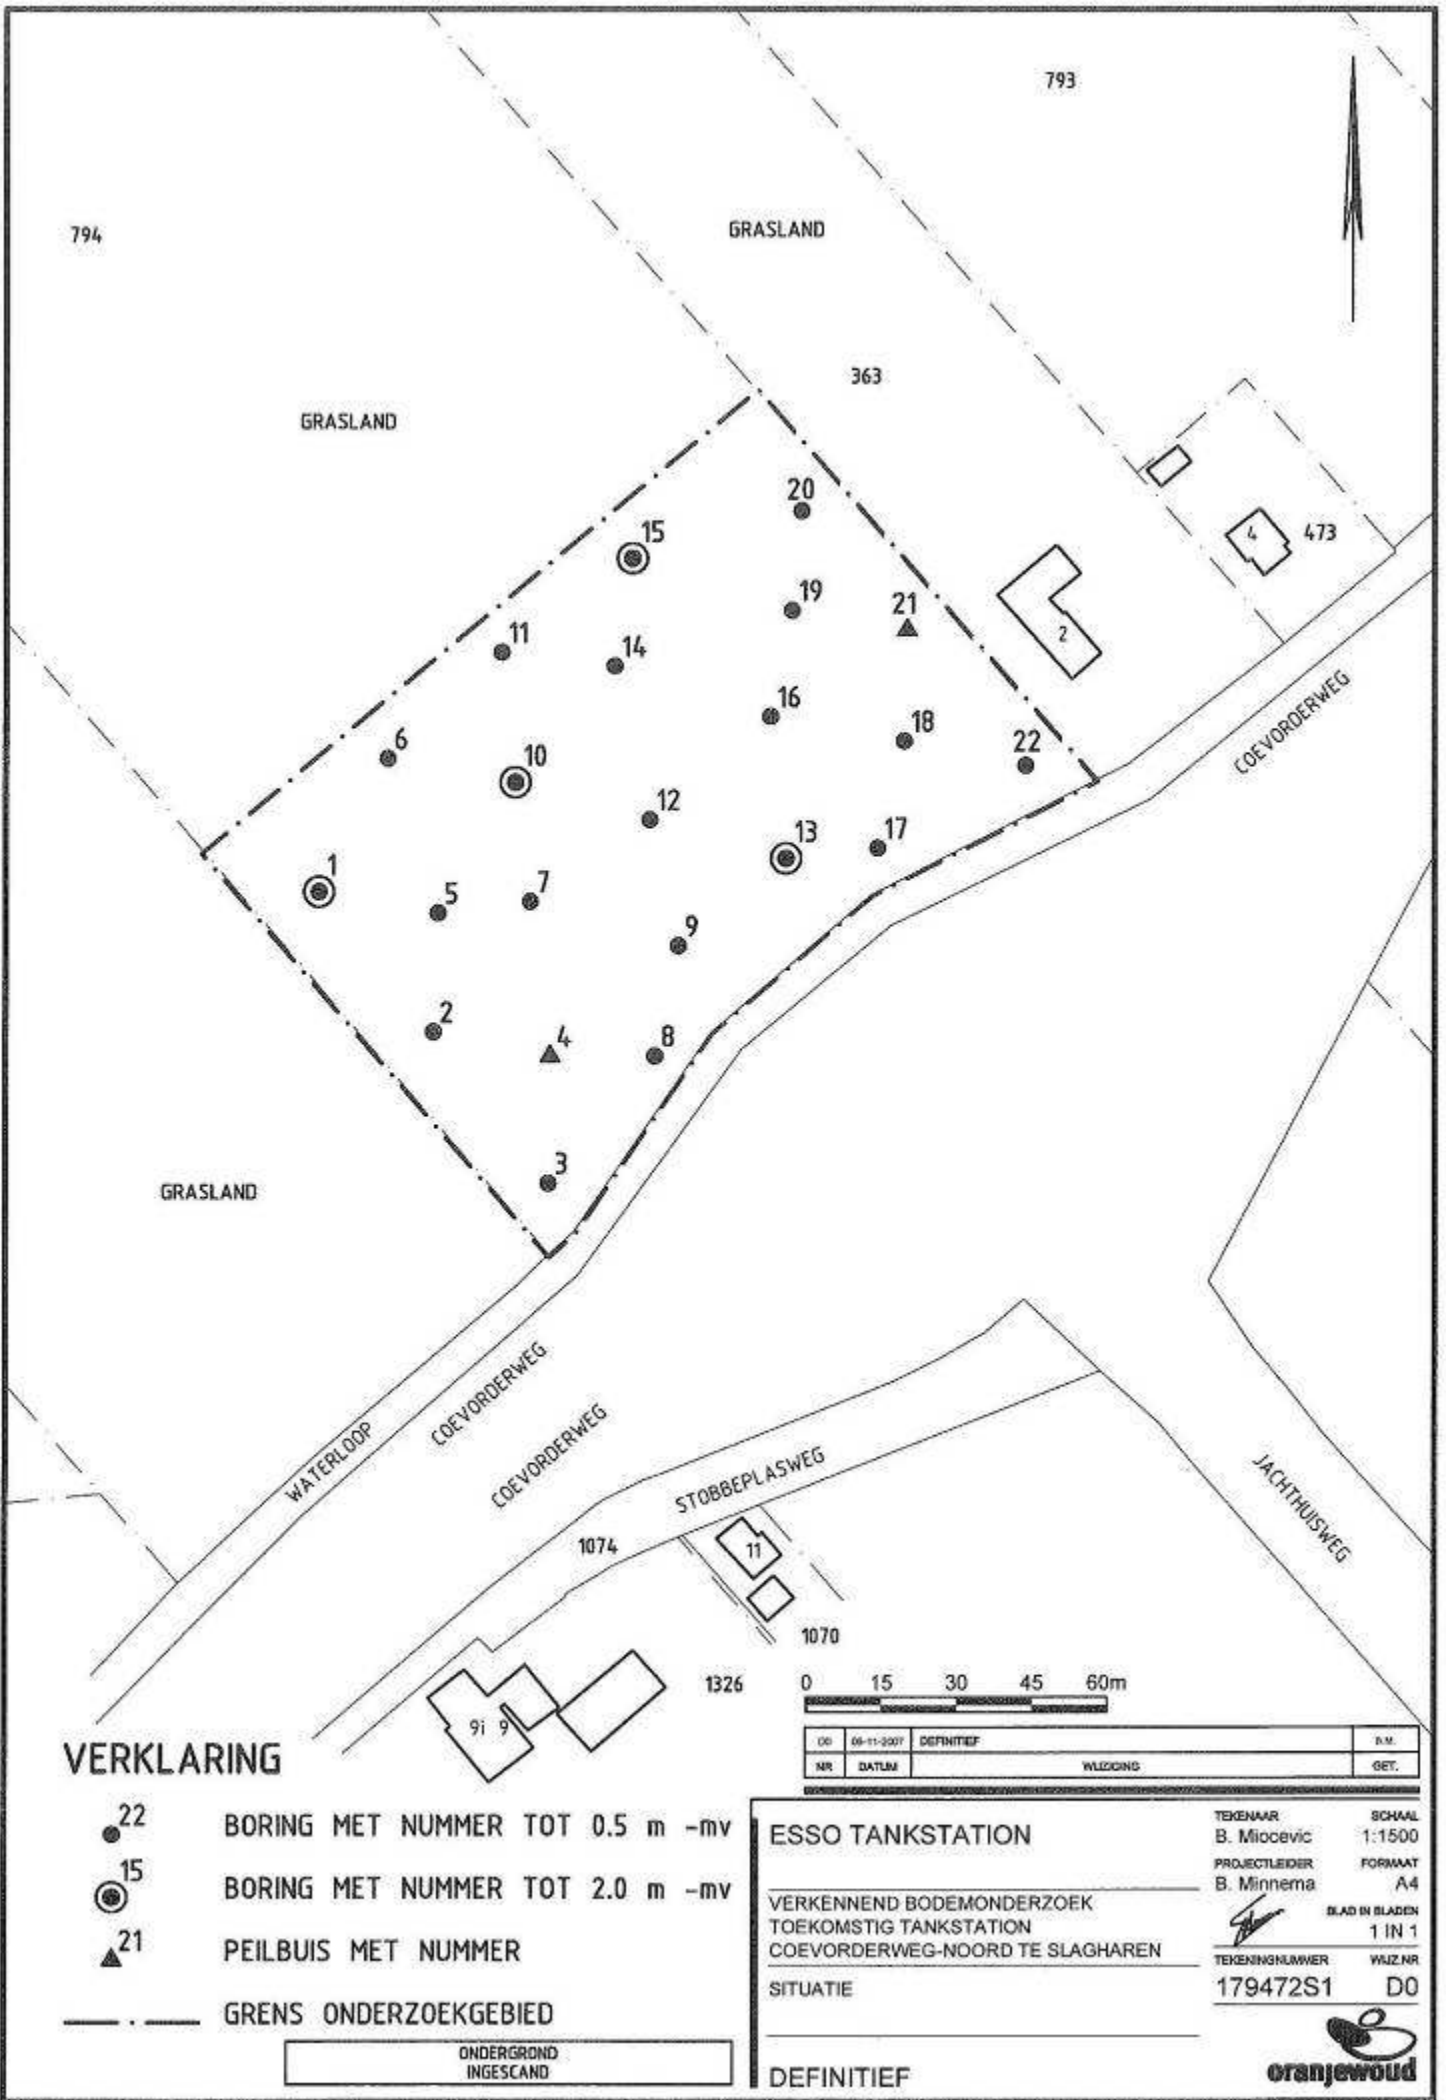 793
794
GRASLAND
363
GRASLAND
20
15
4
473
19
21
11
14
2
16
18
6
10
22
COEVORDERWEG
12
13
17
1
5
7
9
2
4
8
3
GRASLAND
COEVORDERWEG
WATERLOOP
COEVORDERWEG
STOBBEPLASWEG
JACHTHUISWEG
1074
11
1070
1326
9i 9
0 15 30 45 60m
D0 06-11-2007 DEFINITIEF B.M.
NR DATUM WIJZIGING GET.
VERKLARING
22 BORING MET NUMMER TOT 0.5 m -mv
15 BORING MET NUMMER TOT 2.0 m -mv
21 PEILBUIS MET NUMMER
GRENS ONDERZOEKGEBIED
ONDERGROND
INGESCAND
ESSO TANKSTATION
VERKENNEND BODEMONDERZOEK
TOEKOMSTIG TANKSTATION
COEVORDERWEG-NOORD TE SLAGHAREN
SITUATIE
DEFINITIEF
TEKENAAR SCHAAL
B. Miocevic 1:1500
PROJECTLEIDER FORMAAT
B. Minnema A4
BLAD IN BLADEN
1 IN 1
TEKENINGNUMMER WIJZ.NR
179472S1 D0
oranjewoud